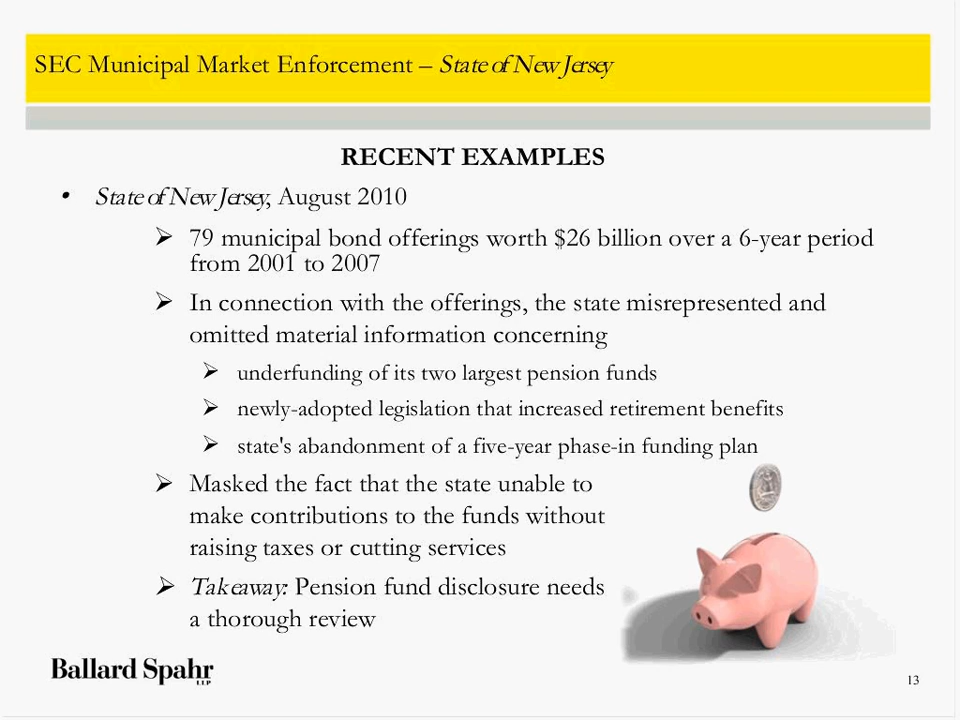 SEC Municipal Market Enforcement – State of New Jersey
RECENT EXAMPLES
• State of New Jersey, August 2010
➢ 79 municipal bond offerings worth $26 billion over a 6-year period
from 2001 to 2007
➢ In connection with the offerings, the state misrepresented and
omitted material information concerning
➢ underfunding of its two largest pension funds
➢ newly-adopted legislation that increased retirement benefits
➢ state's abandonment of a five-year phase-in funding plan
➢ Masked the fact that the state unable to
make contributions to the funds without
raising taxes or cutting services
➢ Takeaway: Pension fund disclosure needs
a thorough review
Ballard Spahr
LLP
13